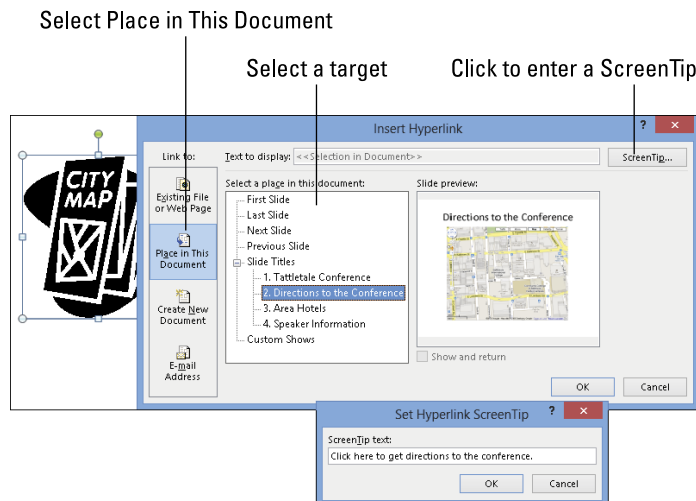 Select Place in This Document
Select a target
Click to enter a ScreenTip
Insert Hyperlink
?
Link to:
Text to display:
<<Selection in Document>>
ScreenTip...
CITY
MAP
Existing File
or Web Page
Place in This
Document
Create New
Document
E-mail
Address
Select a place in this document:
First Slide
Last Slide
Next Slide
Previous Slide
Slide Titles
1. Tattletale Conference
2. Directions to the Conference
3. Area Hotels
4. Speaker Information
Custom Shows
Slide preview:
Directions to the Conference
Show and return
OK
Cancel
Set Hyperlink ScreenTip
?
ScreenTip text:
Click here to get directions to the conference.
OK
Cancel